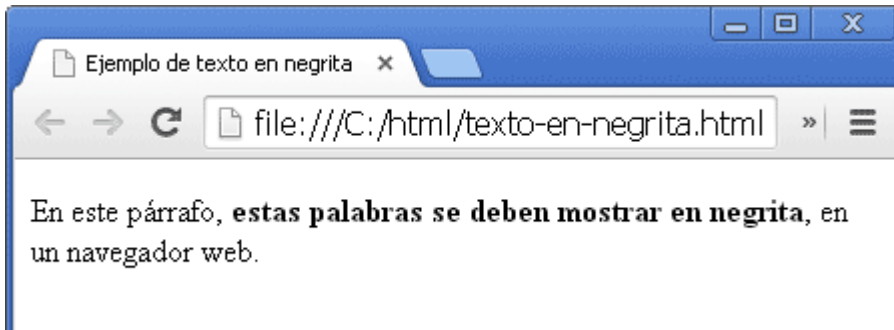 Ejemplo de texto en negrita
file:///C:/html/texto-en-negrita.html
En este párrafo, estas palabras se deben mostrar en negrita, en
un navegador web.